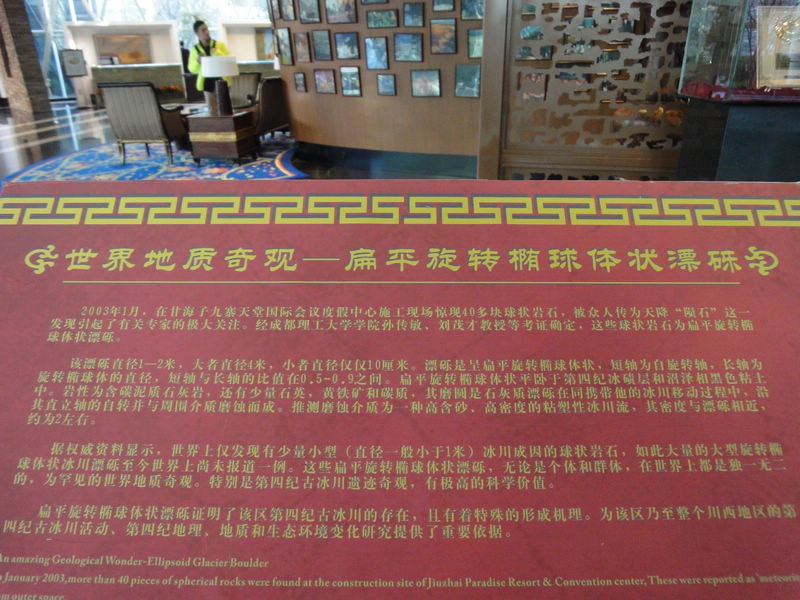 世界地质奇观—扁平旋转椭球体状漂砾
2003年1月，在甘海子九寨天堂国际会议度假中心施工现场惊现40多块球状岩石，被众人传为天降“陨石”这一
发现引起了有关专家的极大关注。经成都理工大学学院孙传敏、刘茂才教授等考证确定，这些球状岩石为扁平旋转椭
球体状漂砾。
该漂砾直径1—2米，大者直径4米，小者直径仅仅10厘米。漂砾是呈扁平旋转椭球体状，短轴为自旋转轴，长轴为
旋转椭球体的直径，短轴与长轴的比值在0.5-0.9之间。扁平旋转椭球体状平卧于第四纪冰碛层和沼泽相黑色粘土
中。岩性为含碳泥质石灰岩，还有少量石英，黄铁矿和碳质，其磨圆是石灰质漂砾在同携带他的冰川移动过程中，沿
其直立轴的自转并与周围介质磨蚀而成。推测磨蚀介质为一种高含砂、高密度的粘塑性冰川流，其密度与漂砾相近，
约为2左右。
据权威资料显示，世界上仅发现有少量小型（直径一般小于1米）冰川成因的球状岩石，如此大量的大型旋转椭
球体状冰川漂砾至今世界上尚未报道一例。这些扁平旋转椭球体状漂砾，无论是个体和群体，在世界上都是独一无二
的，为罕见的世界地质奇观。特别是第四纪古冰川遗迹奇观，有极高的科学价值。
扁平旋转椭球体状漂砾证明了该区第四纪古冰川的存在，且有着特殊的形成机理。为该区乃至整个川西地区的第
四纪古冰川活动、第四纪地理、地质和生态环境变化研究提供了重要依据。
An amazing Geological Wonder-Ellipsoid Glacier Boulder
January 2003,more than 40 pieces of spherical rocks were found at the construction site of Jiuzhai Paradise Resort & Convention center, These were reported as
outer space